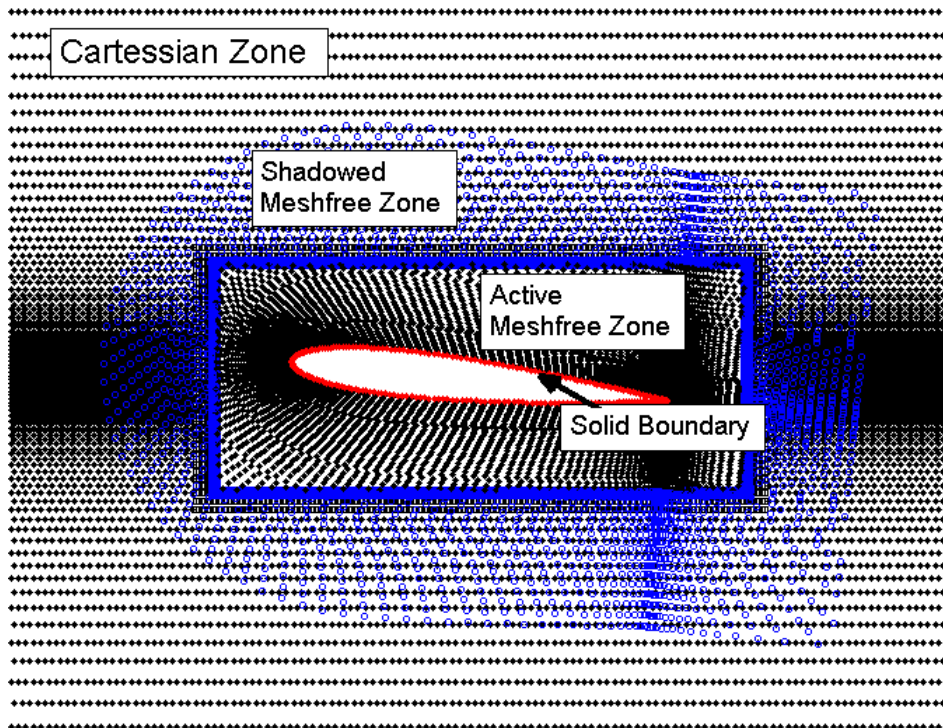 Cartessian Zone
Shadowed
Meshfree Zone
Active
Meshfree Zone
Solid Boundary